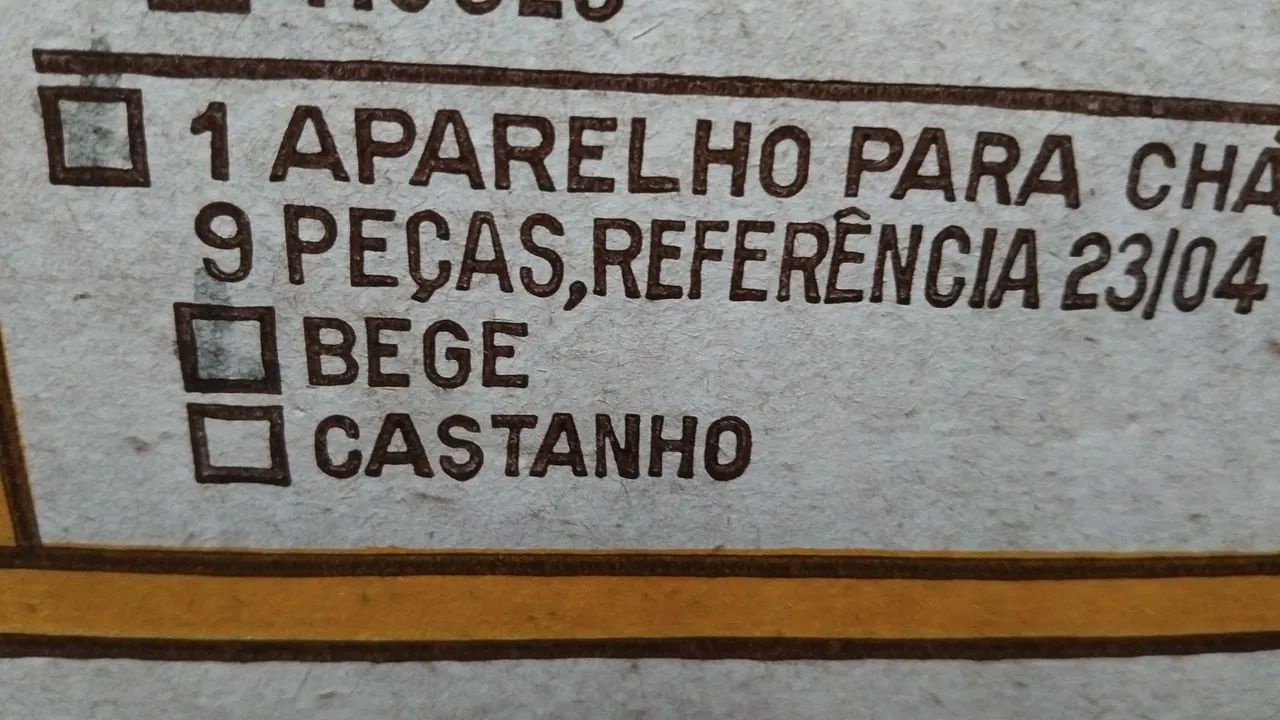 1 APARELHO PARA CHÁ
9 PEÇAS, REFERÊNCIA 23/04
BEGE
CASTANHO